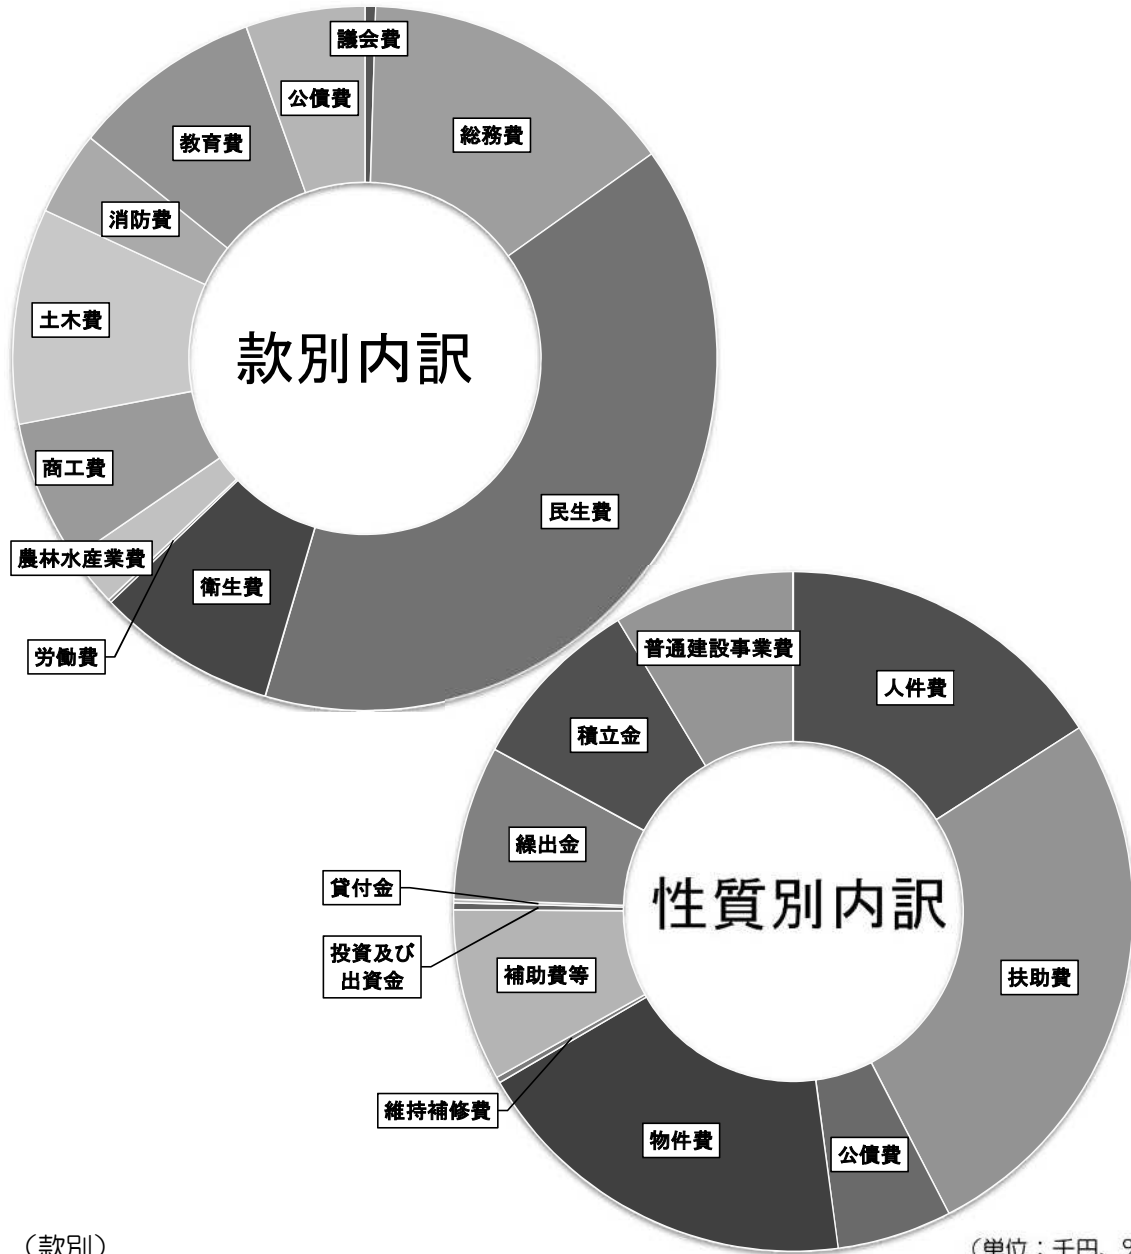 議会費
公債費
総務費
教育費
消防費
土木費
款別内訳
商工費
民生費
農林水産業費
衛生費
労働費
普通建設事業費
人件費
積立金
繰出金
貸付金
性質別内訳
投資及び
出資金
補助費等
扶助費
維持補修費
物件費
公債費
（款別）
（単位：千円、